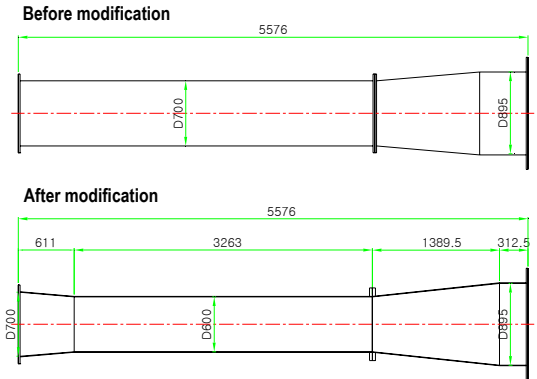 Before modification
5576
D700
D895
After modification
5576
611 3263 1389.5 312.5
D700
D600
D895